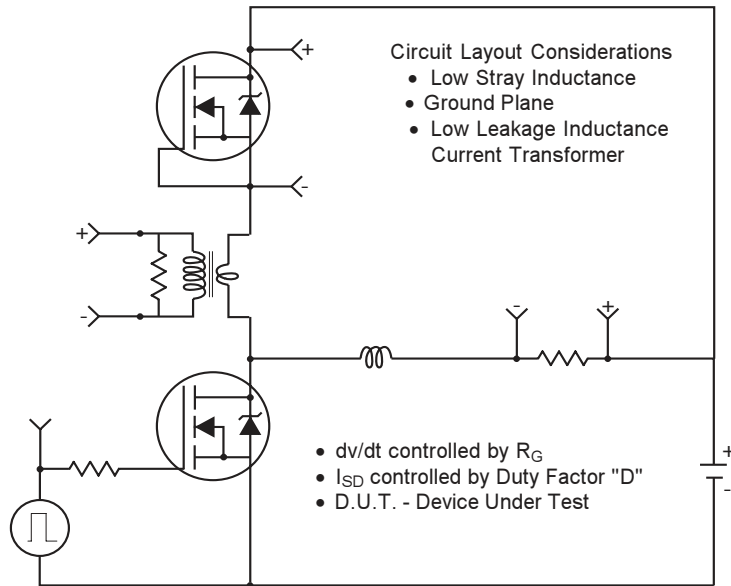 +
Circuit Layout Considerations
• Low Stray Inductance
• Ground Plane
• Low Leakage Inductance
Current Transformer
-
+
-
- +
• dv/dt controlled by RG
• ISD controlled by Duty Factor "D"
• D.U.T. - Device Under Test
+
-